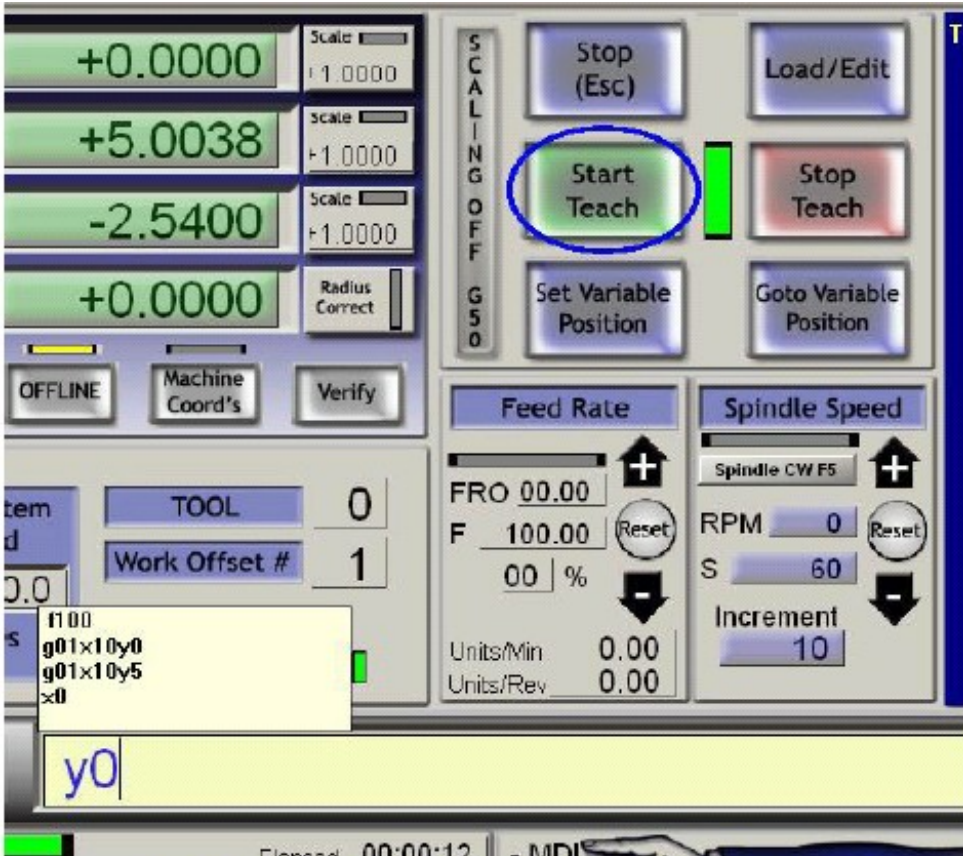 +0.0000
Scale
+1.0000
+5.0038
Scale
+1.0000
-2.5400
Scale
+1.0000
+0.0000
Radius
Correct
OFFLINE
Machine
Coord's
Verify
SCALING OFF G50
Stop
(Esc)
Load/Edit
T
Start
Teach
Stop
Teach
Set Variable
Position
Goto Variable
Position
tem
d
0.0
s
TOOL
0
Work Offset #
1
Feed Rate
FRO 00.00
F 100.00
Reset
00 %
Units/Min 0.00
Units/Rev 0.00
Spindle Speed
Spindle CW F5
RPM 0
Reset
S 60
Increment
10
f100
g01x10y0
g01x10y5
x0
y0
Elapsed 00:00:12
- MDI